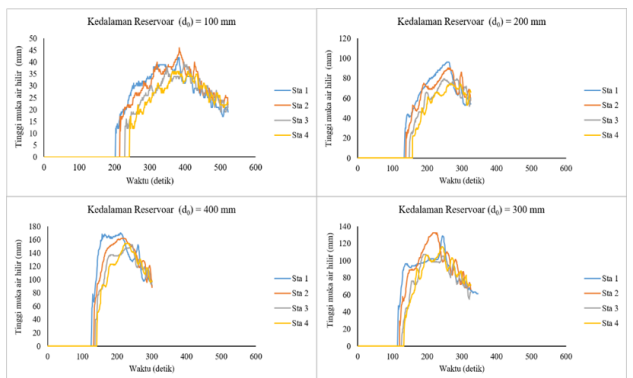 Kedalaman Reservoar (d₀) = 100 mm
Tinggi muka air hilir (mm)
50
45
40
35
30
25
20
15
10
5
0
0 100 200 300 400 500 600
Waktu (detik)
Sta 1
Sta 2
Sta 3
Sta 4
Kedalaman Reservoar (d₀) = 200 mm
Tinggi muka air hilir (mm)
120
100
80
60
40
20
0
0 100 200 300 400 500 600
Waktu (detik)
Sta 1
Sta 2
Sta 3
Sta 4
Kedalaman Reservoar (d₀) = 400 mm
Tinggi muka air hilir (mm)
180
160
140
120
100
80
60
40
20
0
0 100 200 300 400 500 600
Waktu (detik)
Sta 1
Sta 2
Sta 3
Sta 4
Kedalaman Reservoar (d₀) = 300 mm
Tinggi muka air hilir (mm)
140
120
100
80
60
40
20
0
0 100 200 300 400 500 600
Waktu (detik)
Sta 1
Sta 2
Sta 3
Sta 4